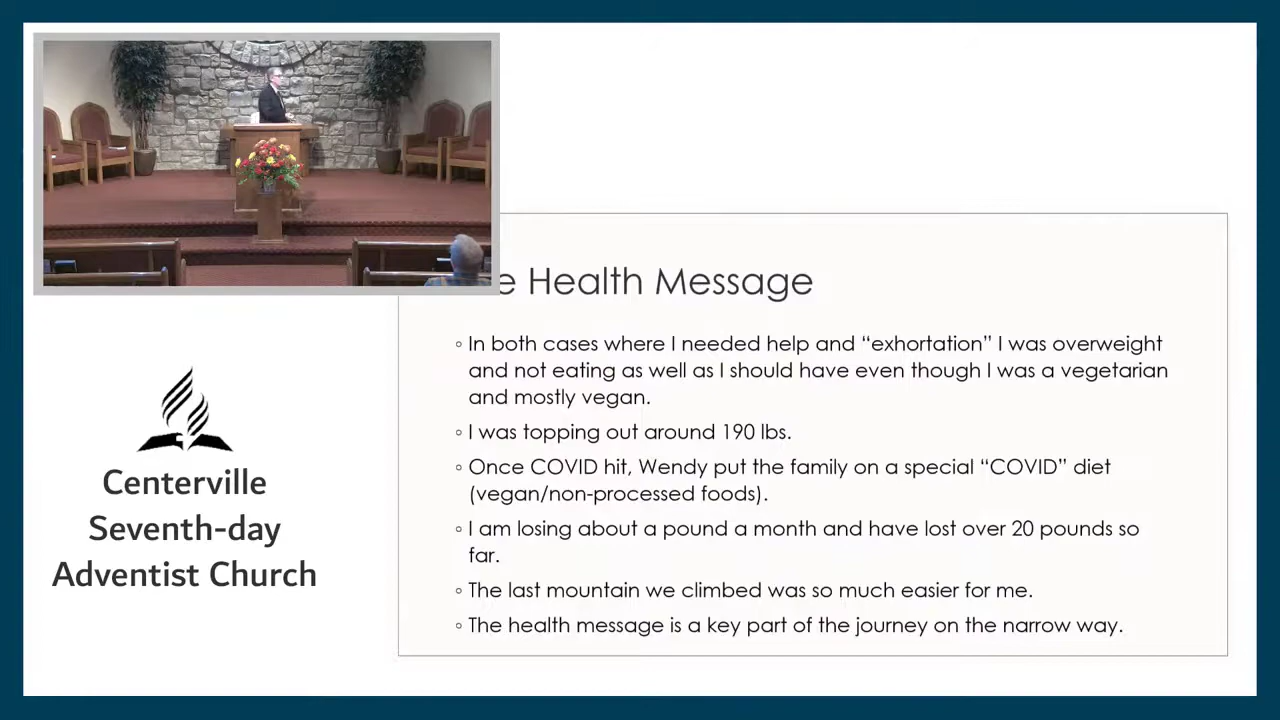 e Health Message
◦ In both cases where I needed help and “exhortation” I was overweight
and not eating as well as I should have even though I was a vegetarian
and mostly vegan.
◦ I was topping out around 190 lbs.
◦ Once COVID hit, Wendy put the family on a special “COVID” diet
(vegan/non-processed foods).
◦ I am losing about a pound a month and have lost over 20 pounds so
far.
◦ The last mountain we climbed was so much easier for me.
◦ The health message is a key part of the journey on the narrow way.
Centerville
Seventh-day
Adventist Church